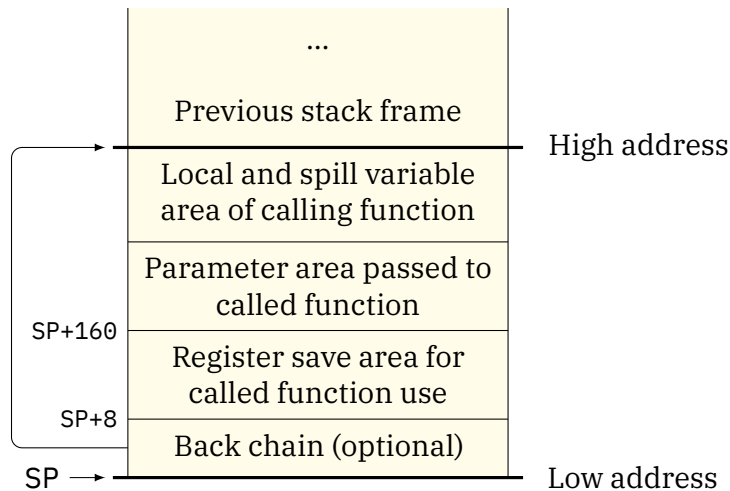 ...
Previous stack frame
High address
Local and spill variable
area of calling function
Parameter area passed to
called function
SP+160
Register save area for
called function use
SP+8
Back chain (optional)
SP
Low address